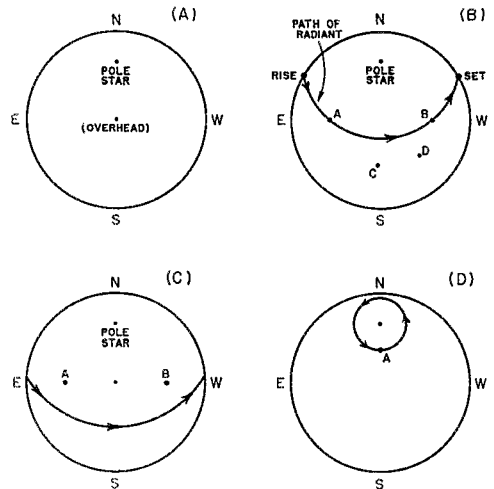 (A)
N
POLE
STAR
E
(OVERHEAD)
W
S
(B)
N
PATH OF
RADIANT
RISE
POLE
STAR
SET
E
A
B
W
D
C
S
(C)
N
POLE
STAR
E
A
B
W
S
(D)
N
A
E
W
S